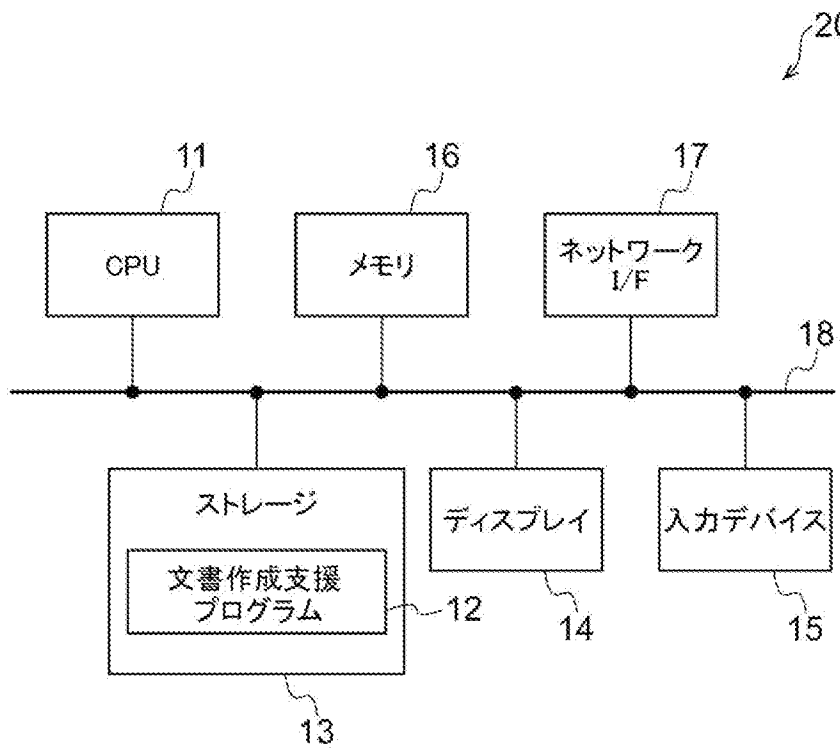 20
11
16
17
CPU
メモリ
ネットワーク
I/F
18
ストレージ
ディスプレイ
入力デバイス
文書作成支援
プログラム
12
14
15
13